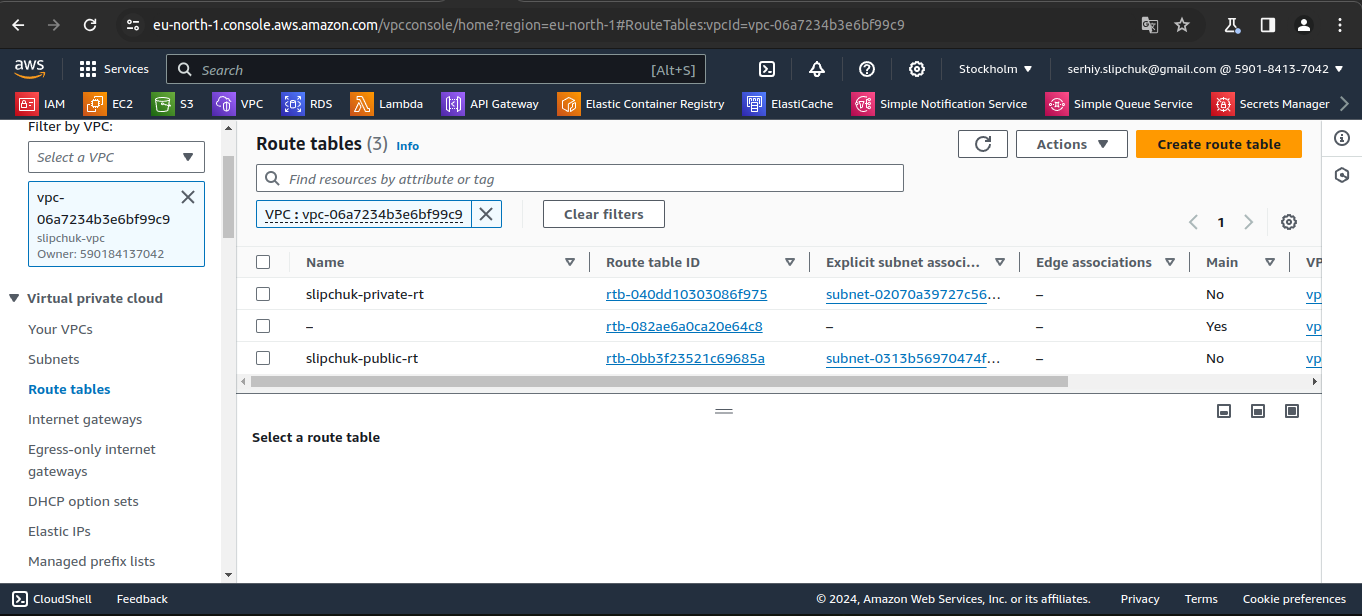 eu-north-1.console.aws.amazon.com/vpcconsole/home?region=eu-north-1#RouteTables:vpcId=vpc-06a7234b3e6bf99c9
aws Services Search [Alt+S] Stockholm serhiy.slipchuk@gmail.com @ 5901-8413-7042
IAM EC2 S3 VPC RDS Lambda API Gateway Elastic Container Registry ElastiCache Simple Notification Service Simple Queue Service Secrets Manager
Filter by VPC:
Select a VPC
vpc-
06a7234b3e6bf99c9
slipchuk-vpc
Owner: 590184137042
Virtual private cloud
Your VPCs
Subnets
Route tables
Internet gateways
Egress-only internet
gateways
DHCP option sets
Elastic IPs
Managed prefix lists
Route tables (3) Info
Actions
Create route table
Find resources by attribute or tag
VPC : vpc-06a7234b3e6bf99c9
Clear filters
1
Name Route table ID Explicit subnet associ... Edge associations Main VP
slipchuk-private-rt rtb-040dd10303086f975 subnet-02070a39727c56... – No vp
– rtb-082ae6a0ca20e64c8 – – Yes vp
slipchuk-public-rt rtb-0bb3f23521c69685a subnet-0313b56970474f... – No vp
Select a route table
CloudShell Feedback © 2024, Amazon Web Services, Inc. or its affiliates. Privacy Terms Cookie preferences